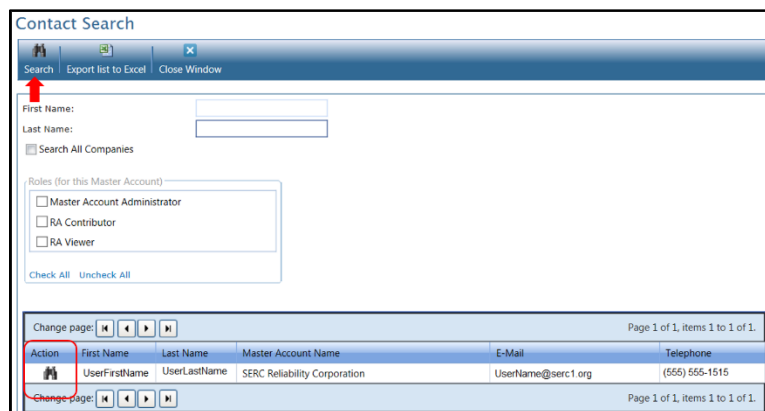 Contact Search
Search Export list to Excel Close Window
First Name:
Last Name:
Search All Companies
Roles (for this Master Account)
Master Account Administrator
RA Contributor
RA Viewer
Check All Uncheck All
Change page: Page 1 of 1, items 1 to 1 of 1.
Action First Name Last Name Master Account Name E-Mail Telephone
UserFirstName UserLastName SERC Reliability Corporation UserName@serc1.org (555) 555-1515
Change page: Page 1 of 1, items 1 to 1 of 1.